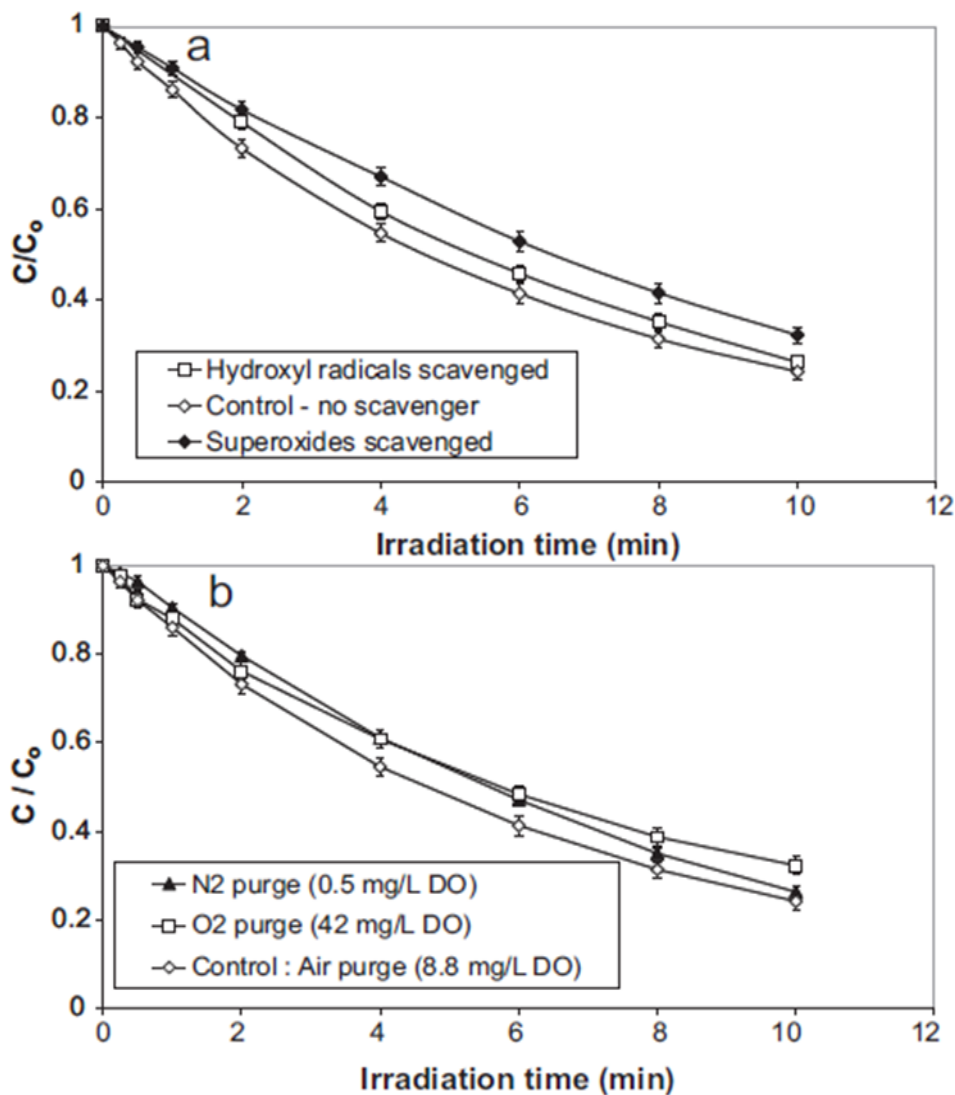 1
a
0.8
0.6
C/Co
0.4
Hydroxyl radicals scavenged
Control - no scavenger
0.2
Superoxides scavenged
0
0 2 4 6 8 10 12
Irradiation time (min)
1
b
0.8
0.6
C / Co
0.4
N2 purge (0.5 mg/L DO)
O2 purge (42 mg/L DO)
0.2
Control : Air purge (8.8 mg/L DO)
0
0 2 4 6 8 10 12
Irradiation time (min)